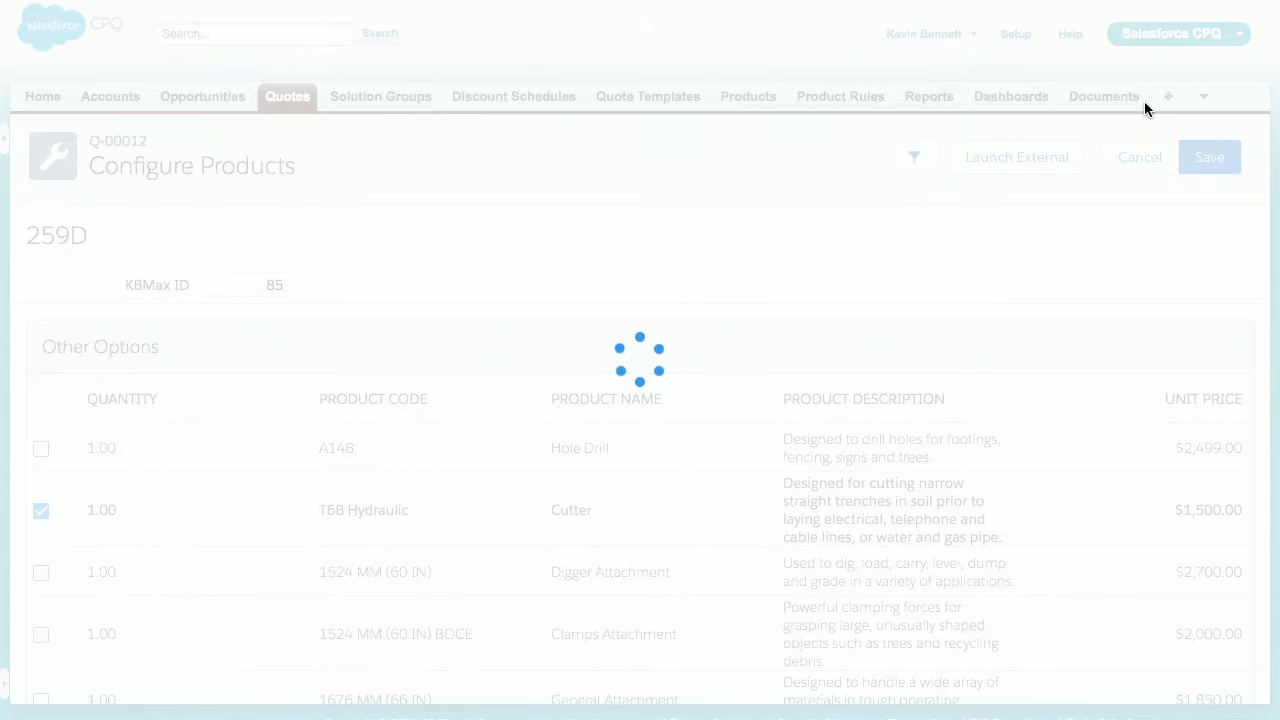 salesforce CPQ
Search...
Search
Kevin Bennett
Setup
Help
Salesforce CPQ
Home Accounts Opportunities Quotes Solution Groups Discount Schedules Quote Templates Products Product Rules Reports Dashboards Documents +
Q-00012
Configure Products
Launch External
Cancel
Save
259D
KBMax ID 85
Other Options
QUANTITY PRODUCT CODE PRODUCT NAME PRODUCT DESCRIPTION UNIT PRICE
1.00 A14B Hole Drill Designed to drill holes for footings, $2,499.00
fencing, signs and trees.
Designed for cutting narrow
straight trenches in soil prior to
1.00 T6B Hydraulic Cutter laying electrical, telephone and $1,500.00
cable lines, or water and gas pipe.
1.00 1524 MM (60 IN) Digger Attachment Used to dig, load, carry, level, dump $2,700.00
and grade in a variety of applications.
Powerful clamping forces for
1.00 1524 MM (60 IN) BOCE Clamps Attachment grasping large, unusually shaped $2,000.00
objects such as trees and recycling
debris.
Designed to handle a wide array of
1.00 1676 MM (66 IN) General Attachment materials in tough operating $1,850.00